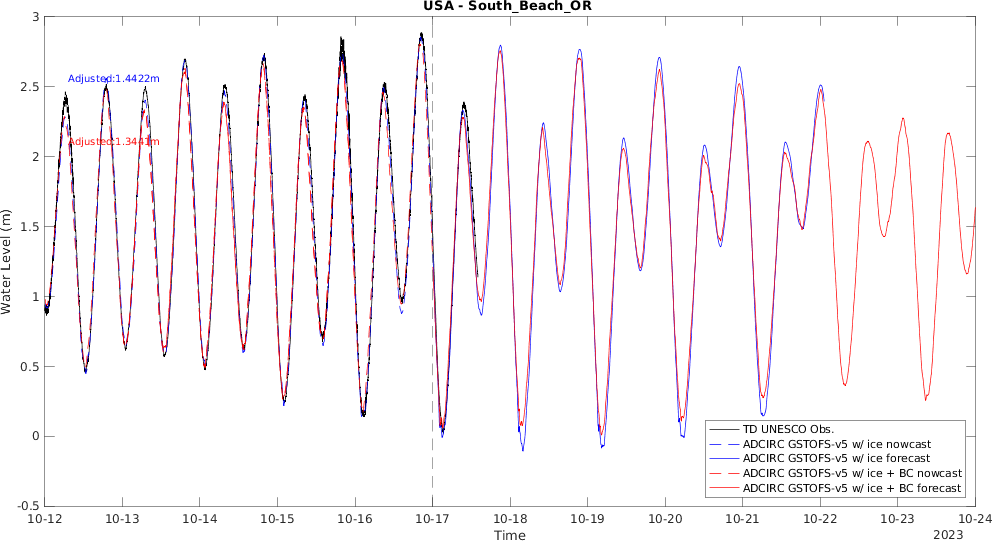 USA - South_Beach_OR
3
2.5
2
1.5
1
0.5
0
-0.5
Water Level (m)
Adjusted:1.4422m
Adjusted:1.3441m
TD UNESCO Obs.
ADCIRC GSTOFS-v5 w/ ice nowcast
ADCIRC GSTOFS-v5 w/ ice forecast
ADCIRC GSTOFS-v5 w/ ice + BC nowcast
ADCIRC GSTOFS-v5 w/ ice + BC forecast
10-12 10-13 10-14 10-15 10-16 10-17 10-18 10-19 10-20 10-21 10-22 10-23 10-24
Time
2023